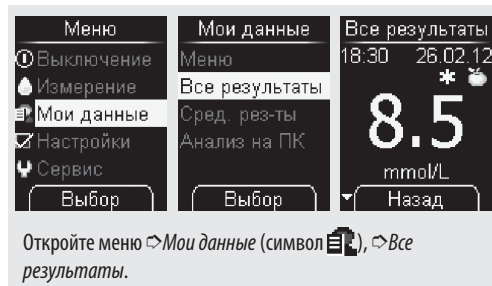 Меню
Выключение
Измерение
Мои данные
Настройки
Сервис
Выбор
Мои данные
Меню
Все результаты
Сред. рез-ты
Анализ на ПК
Выбор
Все результаты
18:30 26.02.12
8.5
mmol/L
Назад
Откройте меню ➪Мои данные (символ ), ➪Все
результаты.